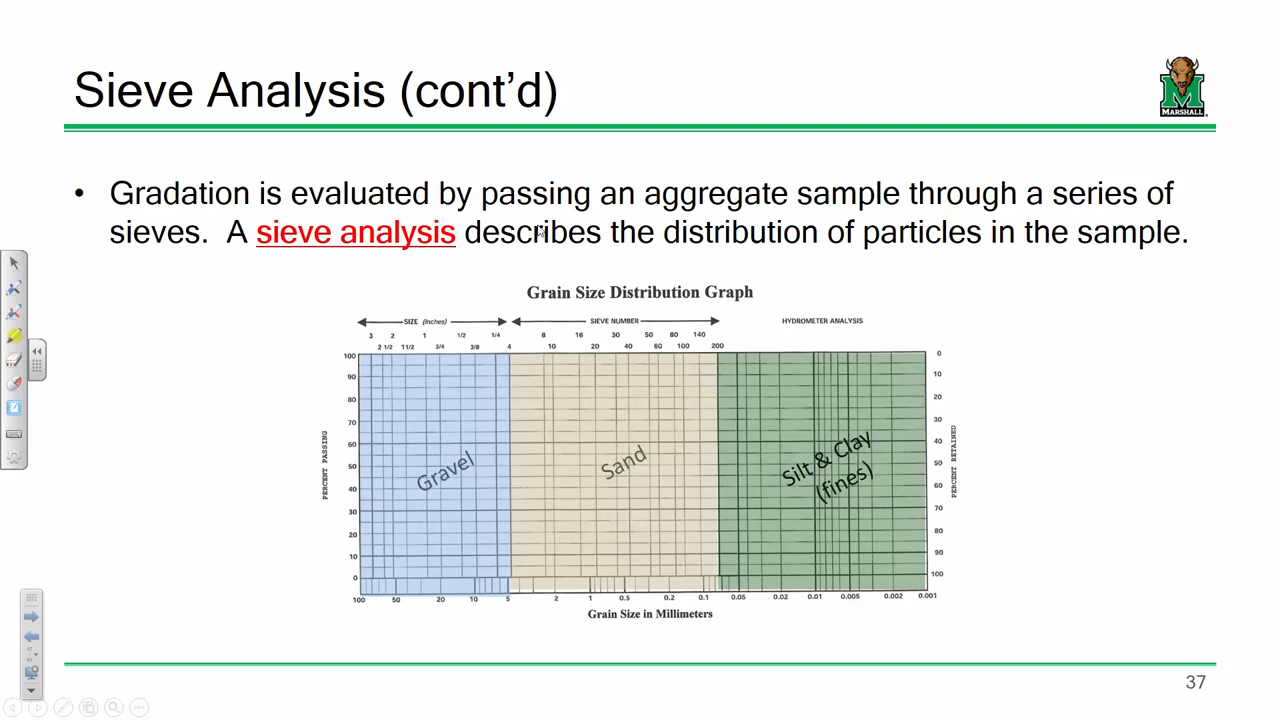 Sieve Analysis (cont’d)
MARSHALL
• Gradation is evaluated by passing an aggregate sample through a series of
sieves. A sieve analysis describes the distribution of particles in the sample.
Grain Size Distribution Graph
SIZE (Inches) SIEVE NUMBER HYDROMETER ANALYSIS
3 2 1 1/2 1/4 8 16 30 50 80 140
2 1/2 1 1/2 3/4 3/8 4 10 20 40 60 100 200
100 0
90 10
80 20
70 30
60 40
50 50
40 60
30 70
20 80
10 90
0 100
PERCENT PASSING
Gravel
Sand
Silt & Clay
(fines)
PERCENT RETAINED
100 50 20 10 5 2 1 0.5 0.2 0.1 0.05 0.02 0.01 0.005 0.002 0.001
Grain Size in Millimeters
37